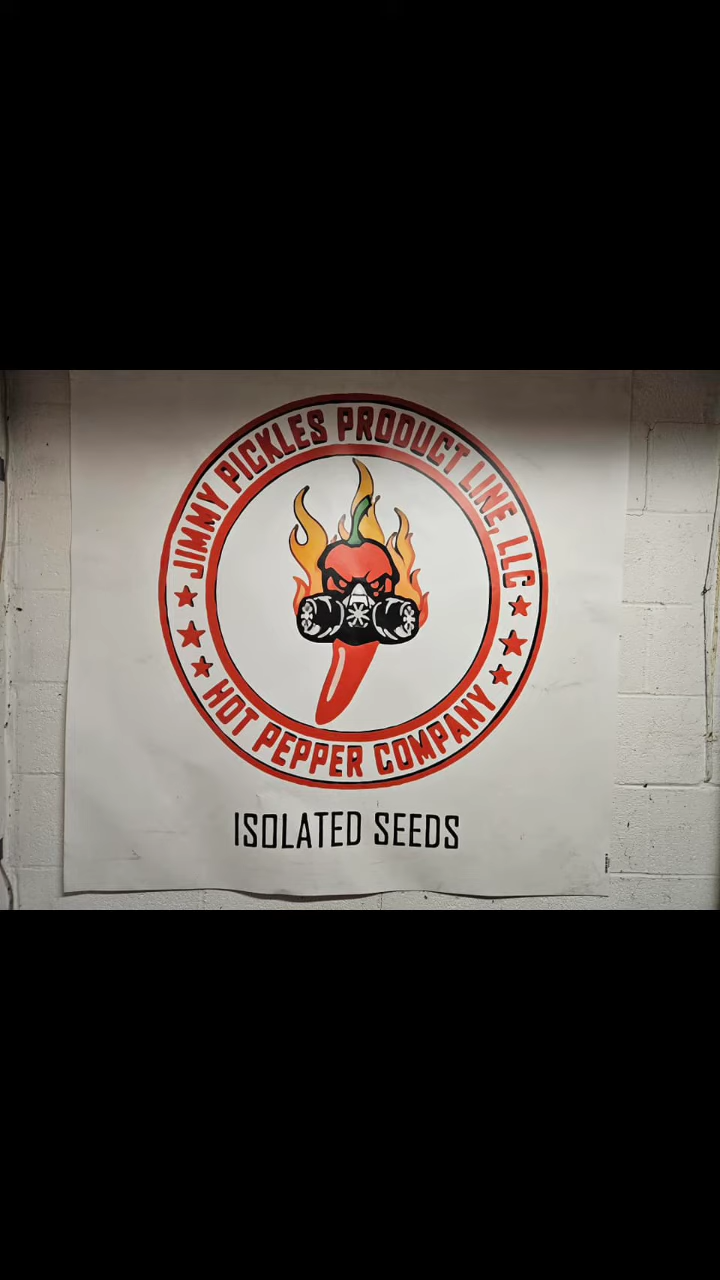 JIMMY PICKLES PRODUCT LINE, LLC
HOT PEPPER COMPANY
ISOLATED SEEDS